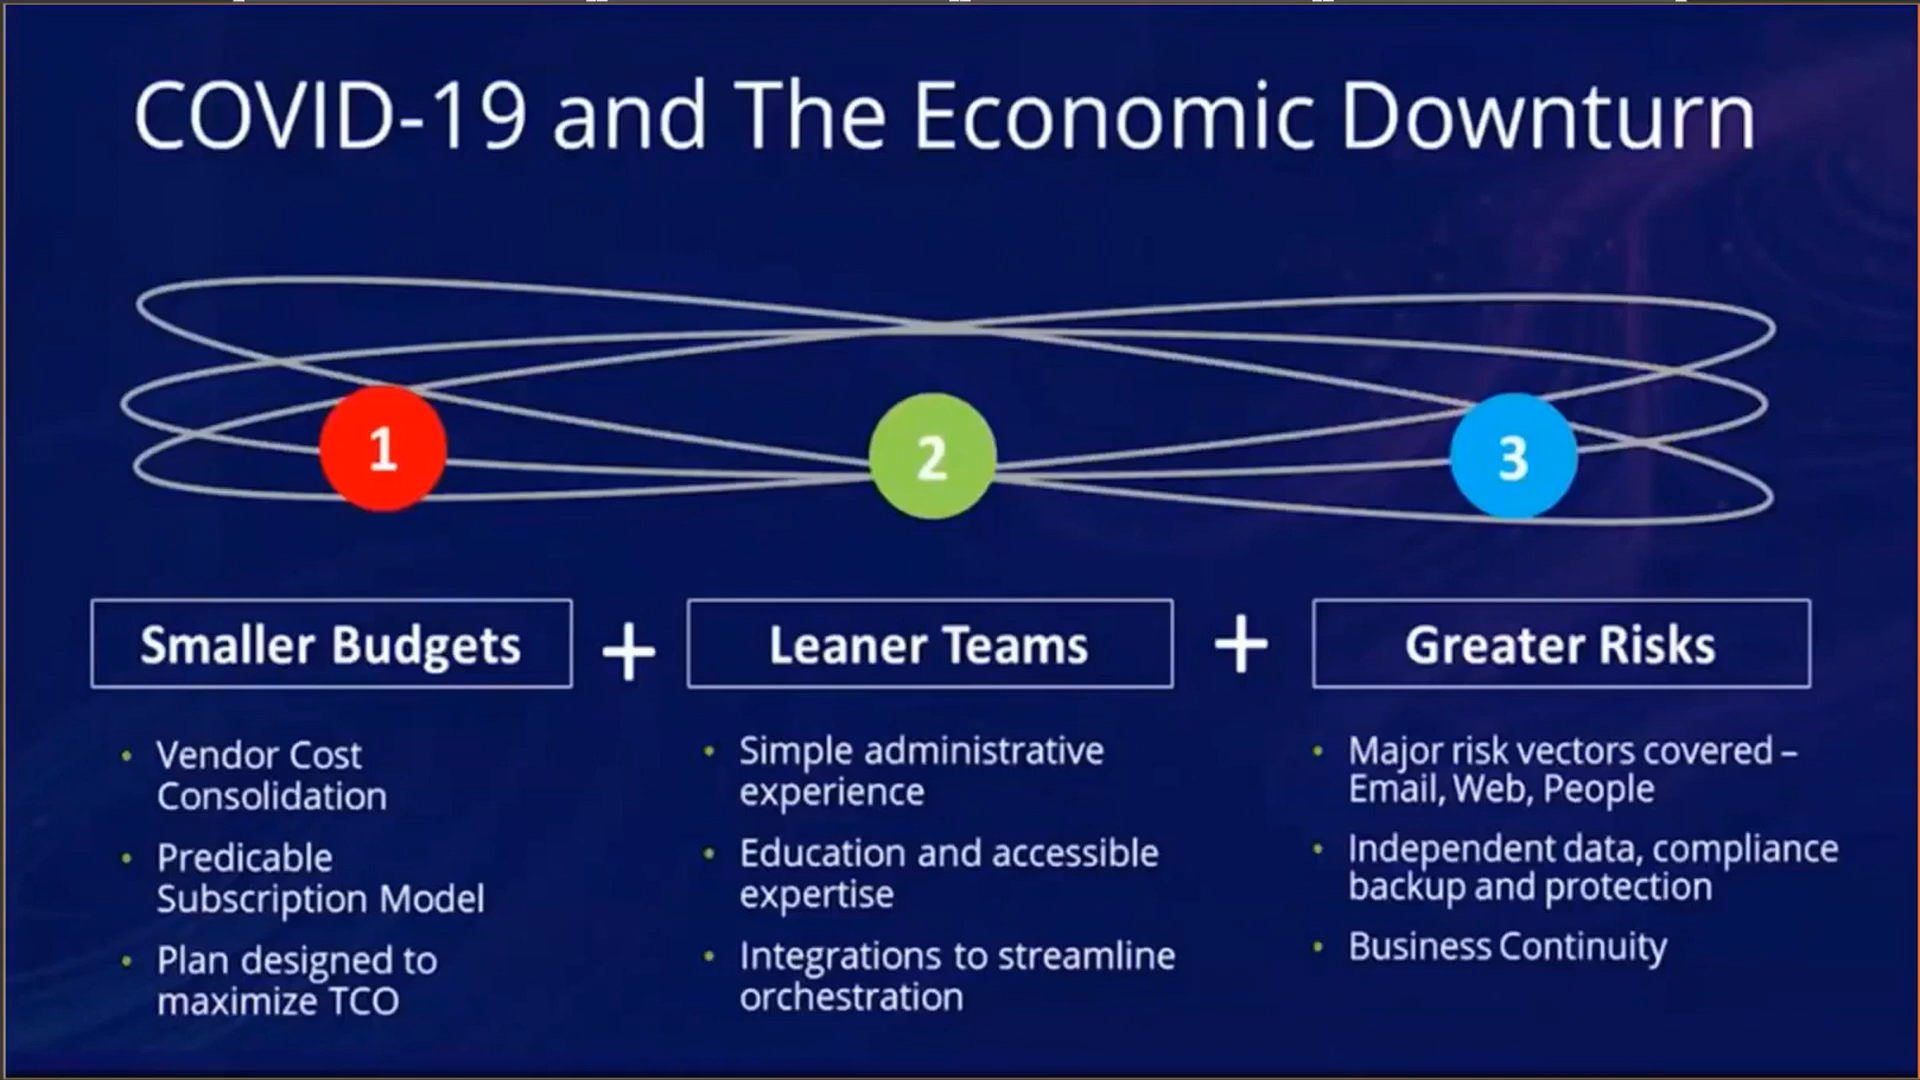 COVID-19 and The Economic Downturn
1
2
3
Smaller Budgets
+
Leaner Teams
+
Greater Risks
• Vendor Cost
Consolidation
• Predicable
Subscription Model
• Plan designed to
maximize TCO
• Simple administrative
experience
• Education and accessible
expertise
• Integrations to streamline
orchestration
• Major risk vectors covered –
Email, Web, People
• Independent data, compliance
backup and protection
• Business Continuity